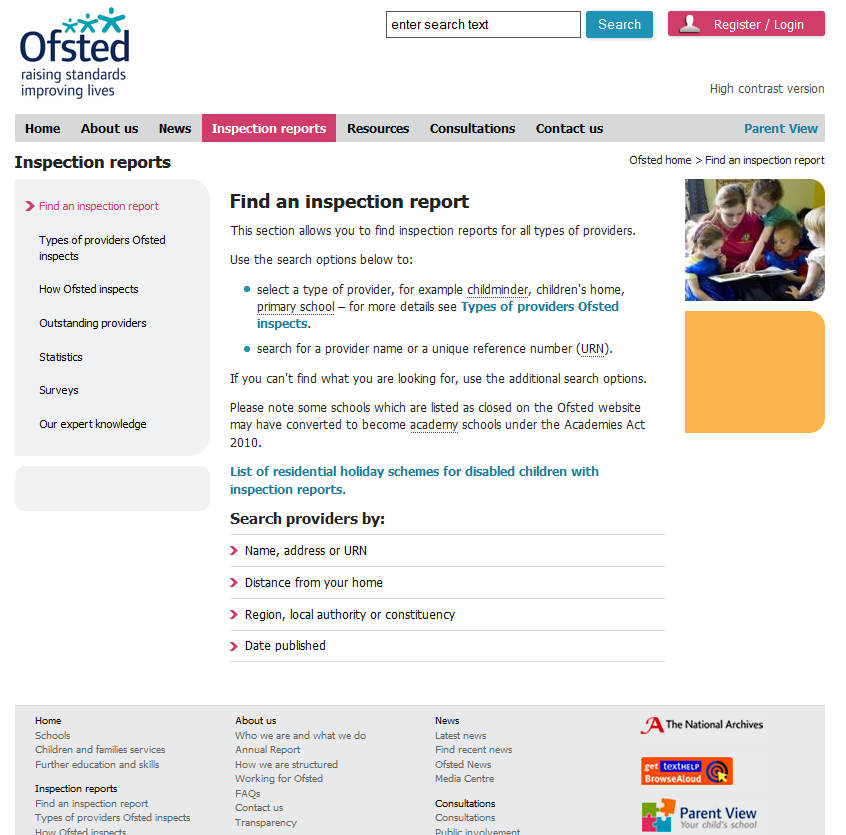 Ofsted
raising standards
improving lives
enter search text
Search
Register / Login
High contrast version
Home
About us
News
Inspection reports
Resources
Consultations
Contact us
Parent View
Inspection reports
Ofsted home > Find an inspection report
Find an inspection report
Types of providers Ofsted
inspects
How Ofsted inspects
Outstanding providers
Statistics
Surveys
Our expert knowledge
Find an inspection report
This section allows you to find inspection reports for all types of providers.
Use the search options below to:
select a type of provider, for example childminder, children's home,
primary school – for more details see Types of providers Ofsted
inspects.
search for a provider name or a unique reference number (URN).
If you can't find what you are looking for, use the additional search options.
Please note some schools which are listed as closed on the Ofsted website
may have converted to become academy schools under the Academies Act
2010.
List of residential holiday schemes for disabled children with
inspection reports.
Search providers by:
Name, address or URN
Distance from your home
Region, local authority or constituency
Date published
Home
Schools
Children and families services
Further education and skills
Inspection reports
Find an inspection report
Types of providers Ofsted inspects
How Ofsted inspects
About us
Who we are and what we do
Annual Report
How we are structured
Working for Ofsted
FAQs
Contact us
Transparency
News
Latest news
Find recent news
Ofsted News
Media Centre
Consultations
Consultations
Public involvement
The National Archives
get textHELP
BrowseAloud
Parent View
Your child's school